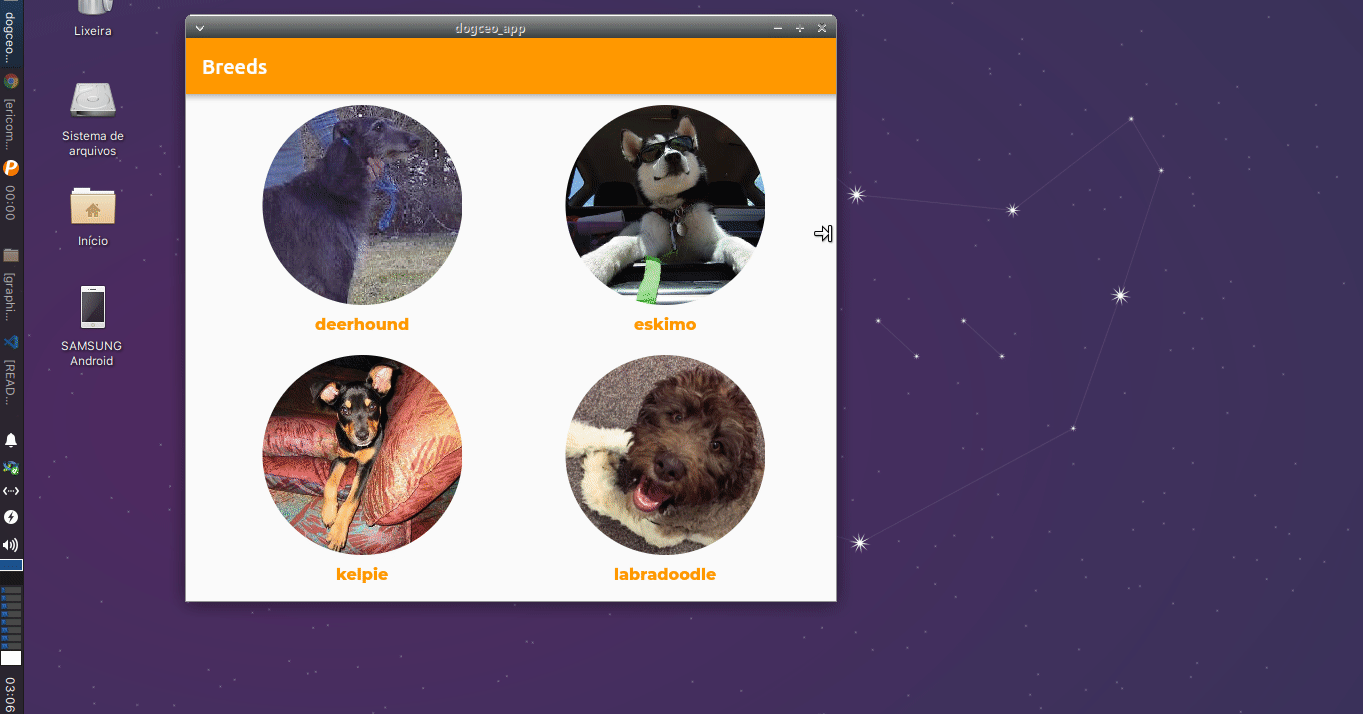 dogceo...
[ericom...
00:00
[graphi...
[READ...
03:06
Lixeira
Sistema de
arquivos
Início
SAMSUNG
Android
dogceo_app
Breeds
deerhound
eskimo
kelpie
labradoodle